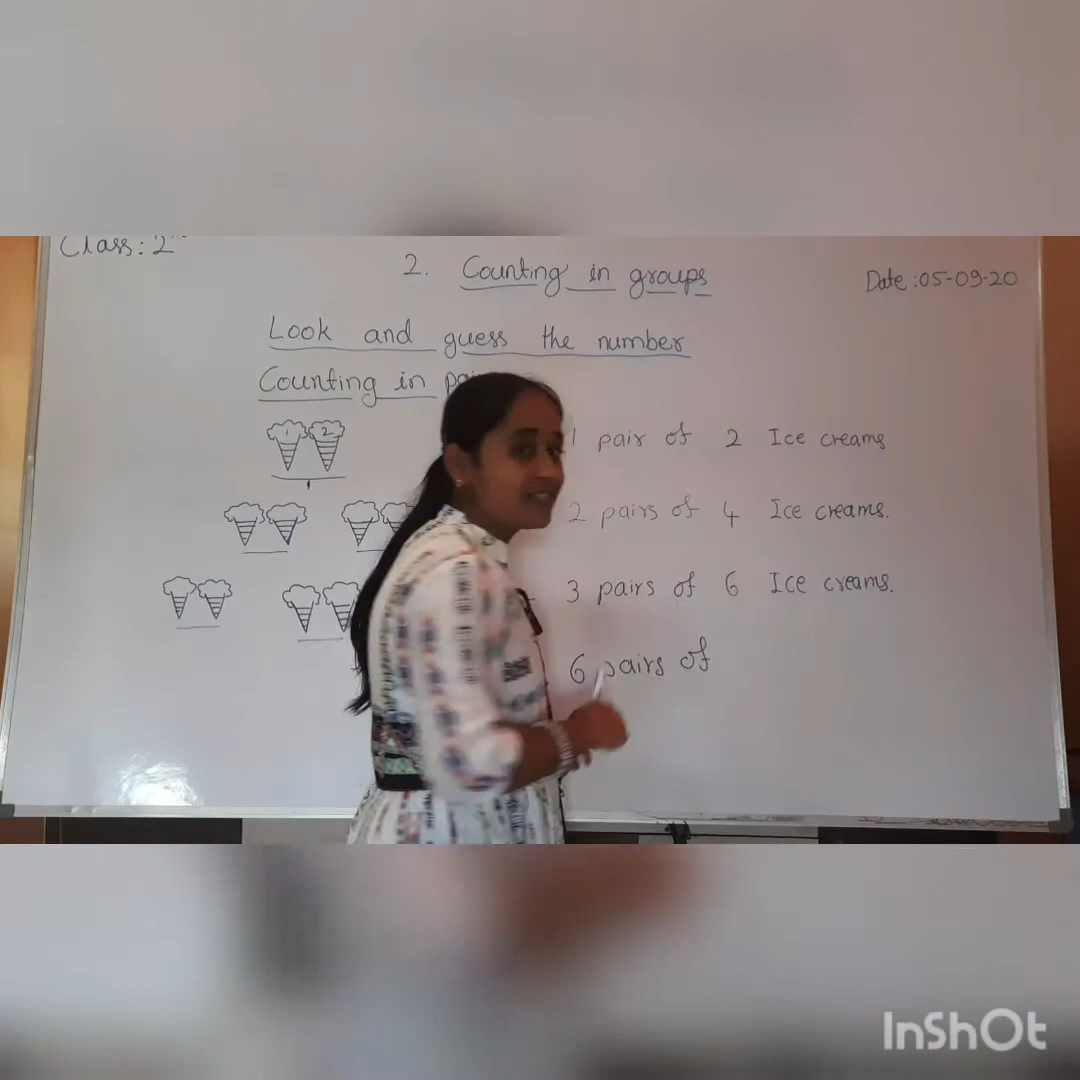 Class: 2
2. Counting in groups
Date: 05-09-20
Look and guess the number
Counting in
1 2
1 pair of 2 Ice creams
2 pairs of 4 Ice creams.
3 pairs of 6 Ice creams.
6 pairs of
InShOt